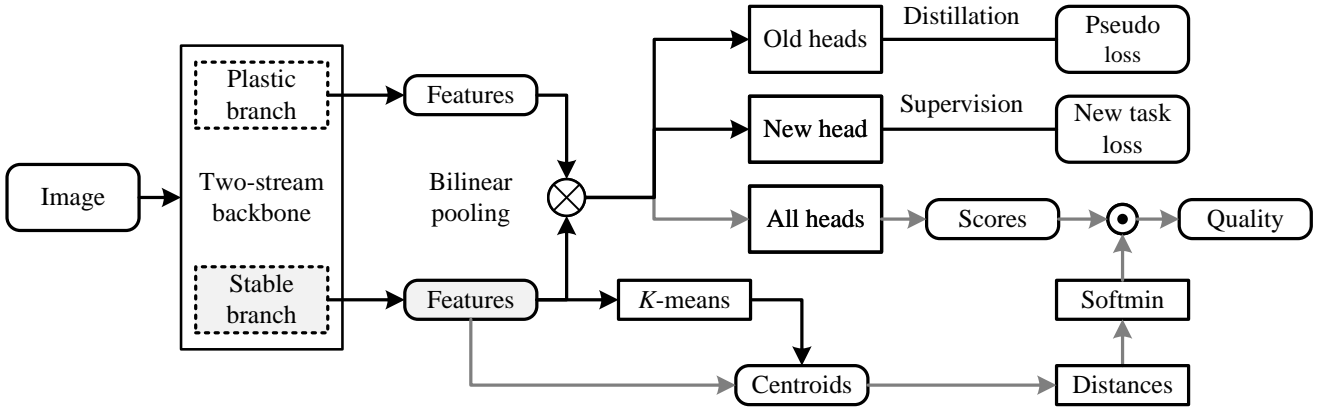 Image
Plastic
branch
Two-stream
backbone
Stable
branch
Features
Bilinear
pooling
Features
K-means
Centroids
Old heads
Distillation
Pseudo
loss
New head
Supervision
New task
loss
All heads
Scores
Quality
Softmin
Distances